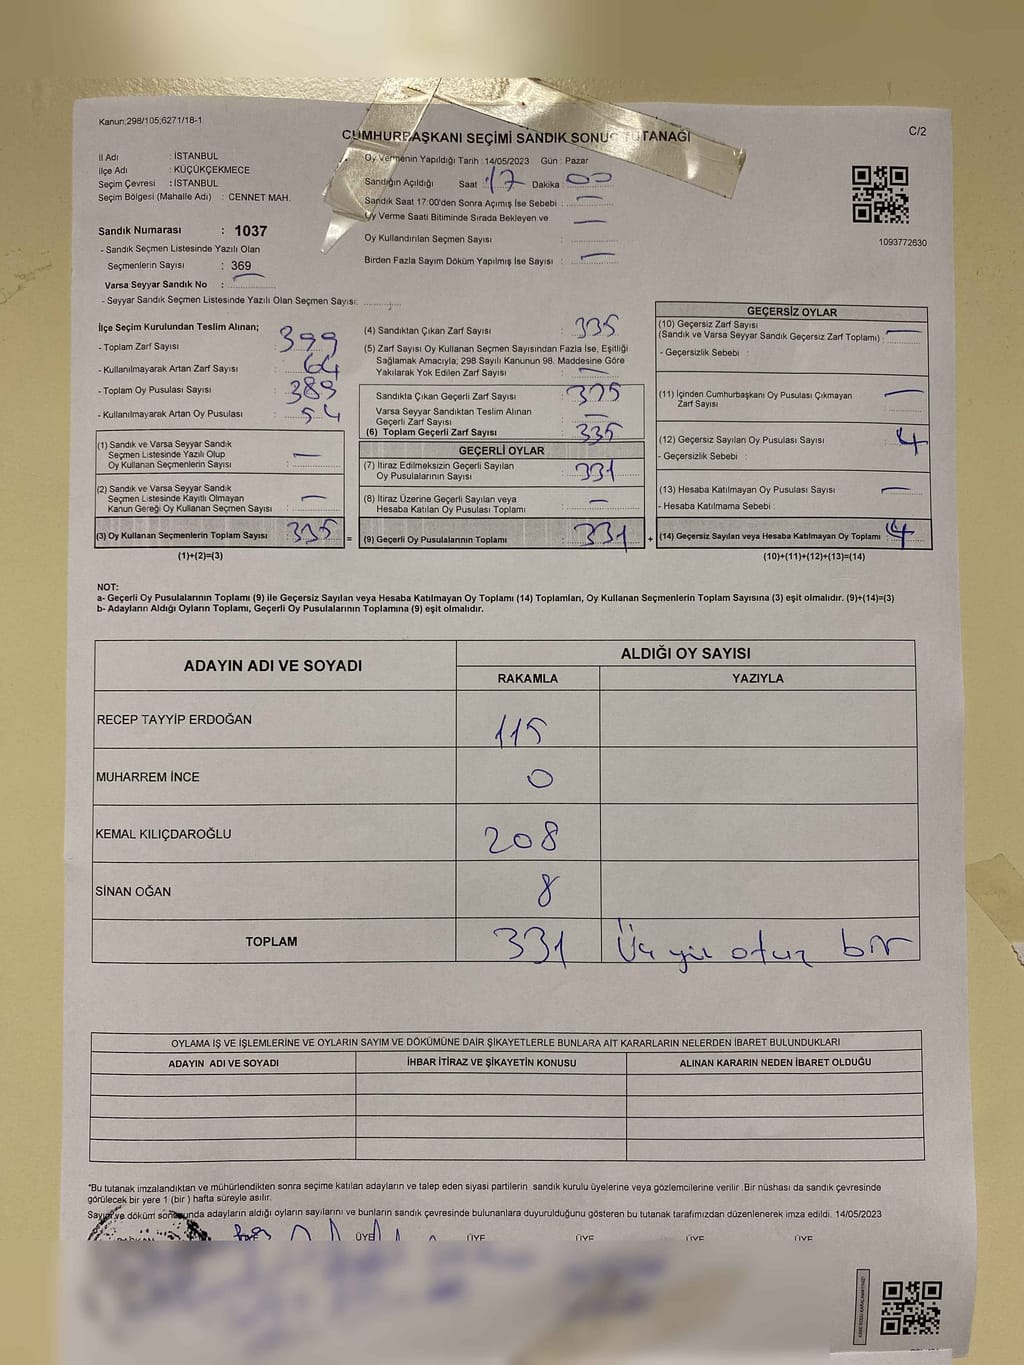 Kanun;298/105;6271/18-1
C/2
CUMHURBAŞKANI SEÇİMİ SANDIK SONUÇ TUTANAĞI
İl Adı : İSTANBUL
İlçe Adı : KÜÇÜKÇEKMECE
Seçim Çevresi : İSTANBUL
Seçim Bölgesi (Mahalle Adı) : CENNET MAH.
Oy Vermenin Yapıldığı Tarih :14/05/2023 Gün : Pazar
Sandığın Açıldığı Saat : 17 Dakika : 00
Sandık Saat 17:00'den Sonra Açımış İse Sebebi : —
Oy Verme Saati Bitiminde Sırada Bekleyen ve —
Oy Kullandırılan Seçmen Sayısı :
Birden Fazla Sayım Döküm Yapılmış İse Sayısı : —
1093772630
Sandık Numarası : 1037
- Sandık Seçmen Listesinde Yazılı Olan
Seçmenlerin Sayısı : 369
Varsa Seyyar Sandık No : —
- Seyyar Sandık Seçmen Listesinde Yazılı Olan Seçmen Sayısı:
İlçe Seçim Kurulundan Teslim Alınan;
- Toplam Zarf Sayısı : 399
- Kullanılmayarak Artan Zarf Sayısı : 64
- Toplam Oy Pusulası Sayısı : 389
- Kullanılmayarak Artan Oy Pusulası : 54
(1) Sandık ve Varsa Seyyar Sandık
Seçmen Listesinde Yazılı Olup
Oy Kullanan Seçmenlerin Sayısı : —
(2) Sandık ve Varsa Seyyar Sandık
Seçmen Listesinde Kayıtlı Olmayan
Kanun Gereği Oy Kullanan Seçmen Sayısı : —
(3) Oy Kullanan Seçmenlerin Toplam Sayısı : 335 =
(1)+(2)=(3)
(4) Sandıktan Çıkan Zarf Sayısı : 335
(5) Zarf Sayısı Oy Kullanan Seçmen Sayısından Fazla İse, Eşitliği
Sağlamak Amacıyla, 298 Sayılı Kanunun 98. Maddesine Göre
Yakılarak Yok Edilen Zarf Sayısı : —
Sandıkta Çıkan Geçerli Zarf Sayısı : 335
Varsa Seyyar Sandıktan Teslim Alınan
Geçerli Zarf Sayısı : —
(6) Toplam Geçerli Zarf Sayısı : 335
GEÇERLİ OYLAR
(7) İtiraz Edilmeksizin Geçerli Sayılan
Oy Pusulalarının Sayısı : 331
(8) İtiraz Üzerine Geçerli Sayılan veya
Hesaba Katılan Oy Pusulası Toplamı : —
(9) Geçerli Oy Pusulalarının Toplamı : 331 +
GEÇERSİZ OYLAR
(10) Geçersiz Zarf Sayısı
(Sandık ve Varsa Seyyar Sandık Geçersiz Zarf Toplamı) : —
- Geçersizlik Sebebi :
(11) İçinden Cumhurbaşkanı Oy Pusulası Çıkmayan
Zarf Sayısı : —
(12) Geçersiz Sayılan Oy Pusulası Sayısı : 4
- Geçersizlik Sebebi :
(13) Hesaba Katılmayan Oy Pusulası Sayısı : —
- Hesaba Katılmama Sebebi :
(14) Geçersiz Sayılan veya Hesaba Katılmayan Oy Toplamı : 4
(10)+(11)+(12)+(13)=(14)
NOT:
a- Geçerli Oy Pusulalarının Toplamı (9) ile Geçersiz Sayılan veya Hesaba Katılmayan Oy Toplamı (14) Toplamları, Oy Kullanan Seçmenlerin Toplam Sayısına (3) eşit olmalıdır. (9)+(14)=(3)
b- Adayların Aldığı Oyların Toplamı, Geçerli Oy Pusulalarının Toplamına (9) eşit olmalıdır.
ADAYIN ADI VE SOYADI ALDIĞI OY SAYISI
RAKAMLA YAZIYLA
RECEP TAYYİP ERDOĞAN 115
MUHARREM İNCE 0
KEMAL KILIÇDAROĞLU 208
SİNAN OĞAN 8
TOPLAM 331 Üç yüz otuz bir
OYLAMA İŞ VE İŞLEMLERİNE VE OYLARIN SAYIM VE DÖKÜMÜNE DAİR ŞİKAYETLERLE BUNLARA AİT KARARLARIN NELERDEN İBARET BULUNDUKLARI
ADAYIN ADI VE SOYADI İHBAR İTİRAZ VE ŞİKAYETİN KONUSU ALINAN KARARIN NEDEN İBARET OLDUĞU
*Bu tutanak imzalandıktan ve mühürlendikten sonra seçime katılan adayların ve talep eden siyasi partilerin sandık kurulu üyelerine veya gözlemcilerine verilir .Bir nüshası da sandık çevresinde
görülecek bir yere 1 (bir ) hafta süreyle asılır.
Sayım ve döküm sonucunda adayların aldığı oyların sayılarını ve bunların sandık çevresinde bulunanlara duyurulduğunu gösteren bu tutanak tarafımızdan düzenlenerek imza edildi. 14/05/2023
ÜYE ÜYE ÜYE ÜYE ÜYE